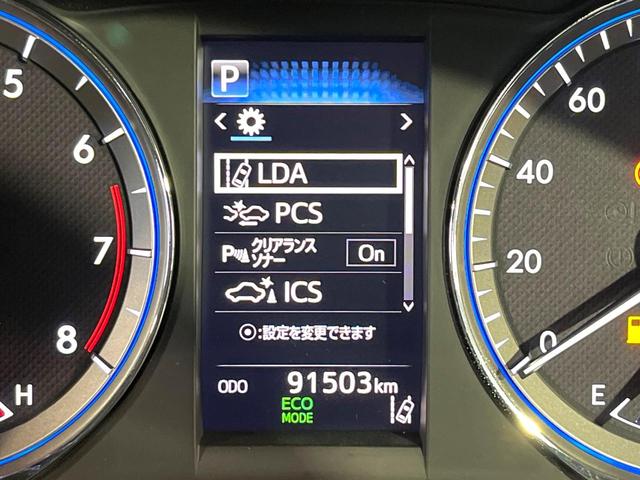 P
LDA
PCS
P クリアランス
ソナー On
ICS
:設定を変更できます
ODO 91503km
ECO
MODE
5
6
7
8
H
60
40
20
0
E